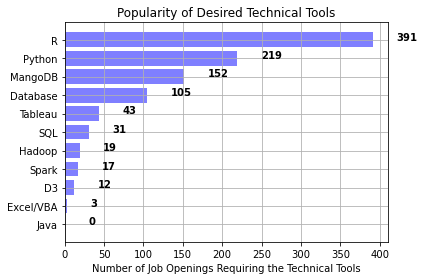 Popularity of Desired Technical Tools
R 391
Python 219
MangoDB 152
Database 105
Tableau 43
SQL 31
Hadoop 19
Spark 17
D3 12
Excel/VBA 3
Java 0
0 50 100 150 200 250 300 350 400
Number of Job Openings Requiring the Technical Tools